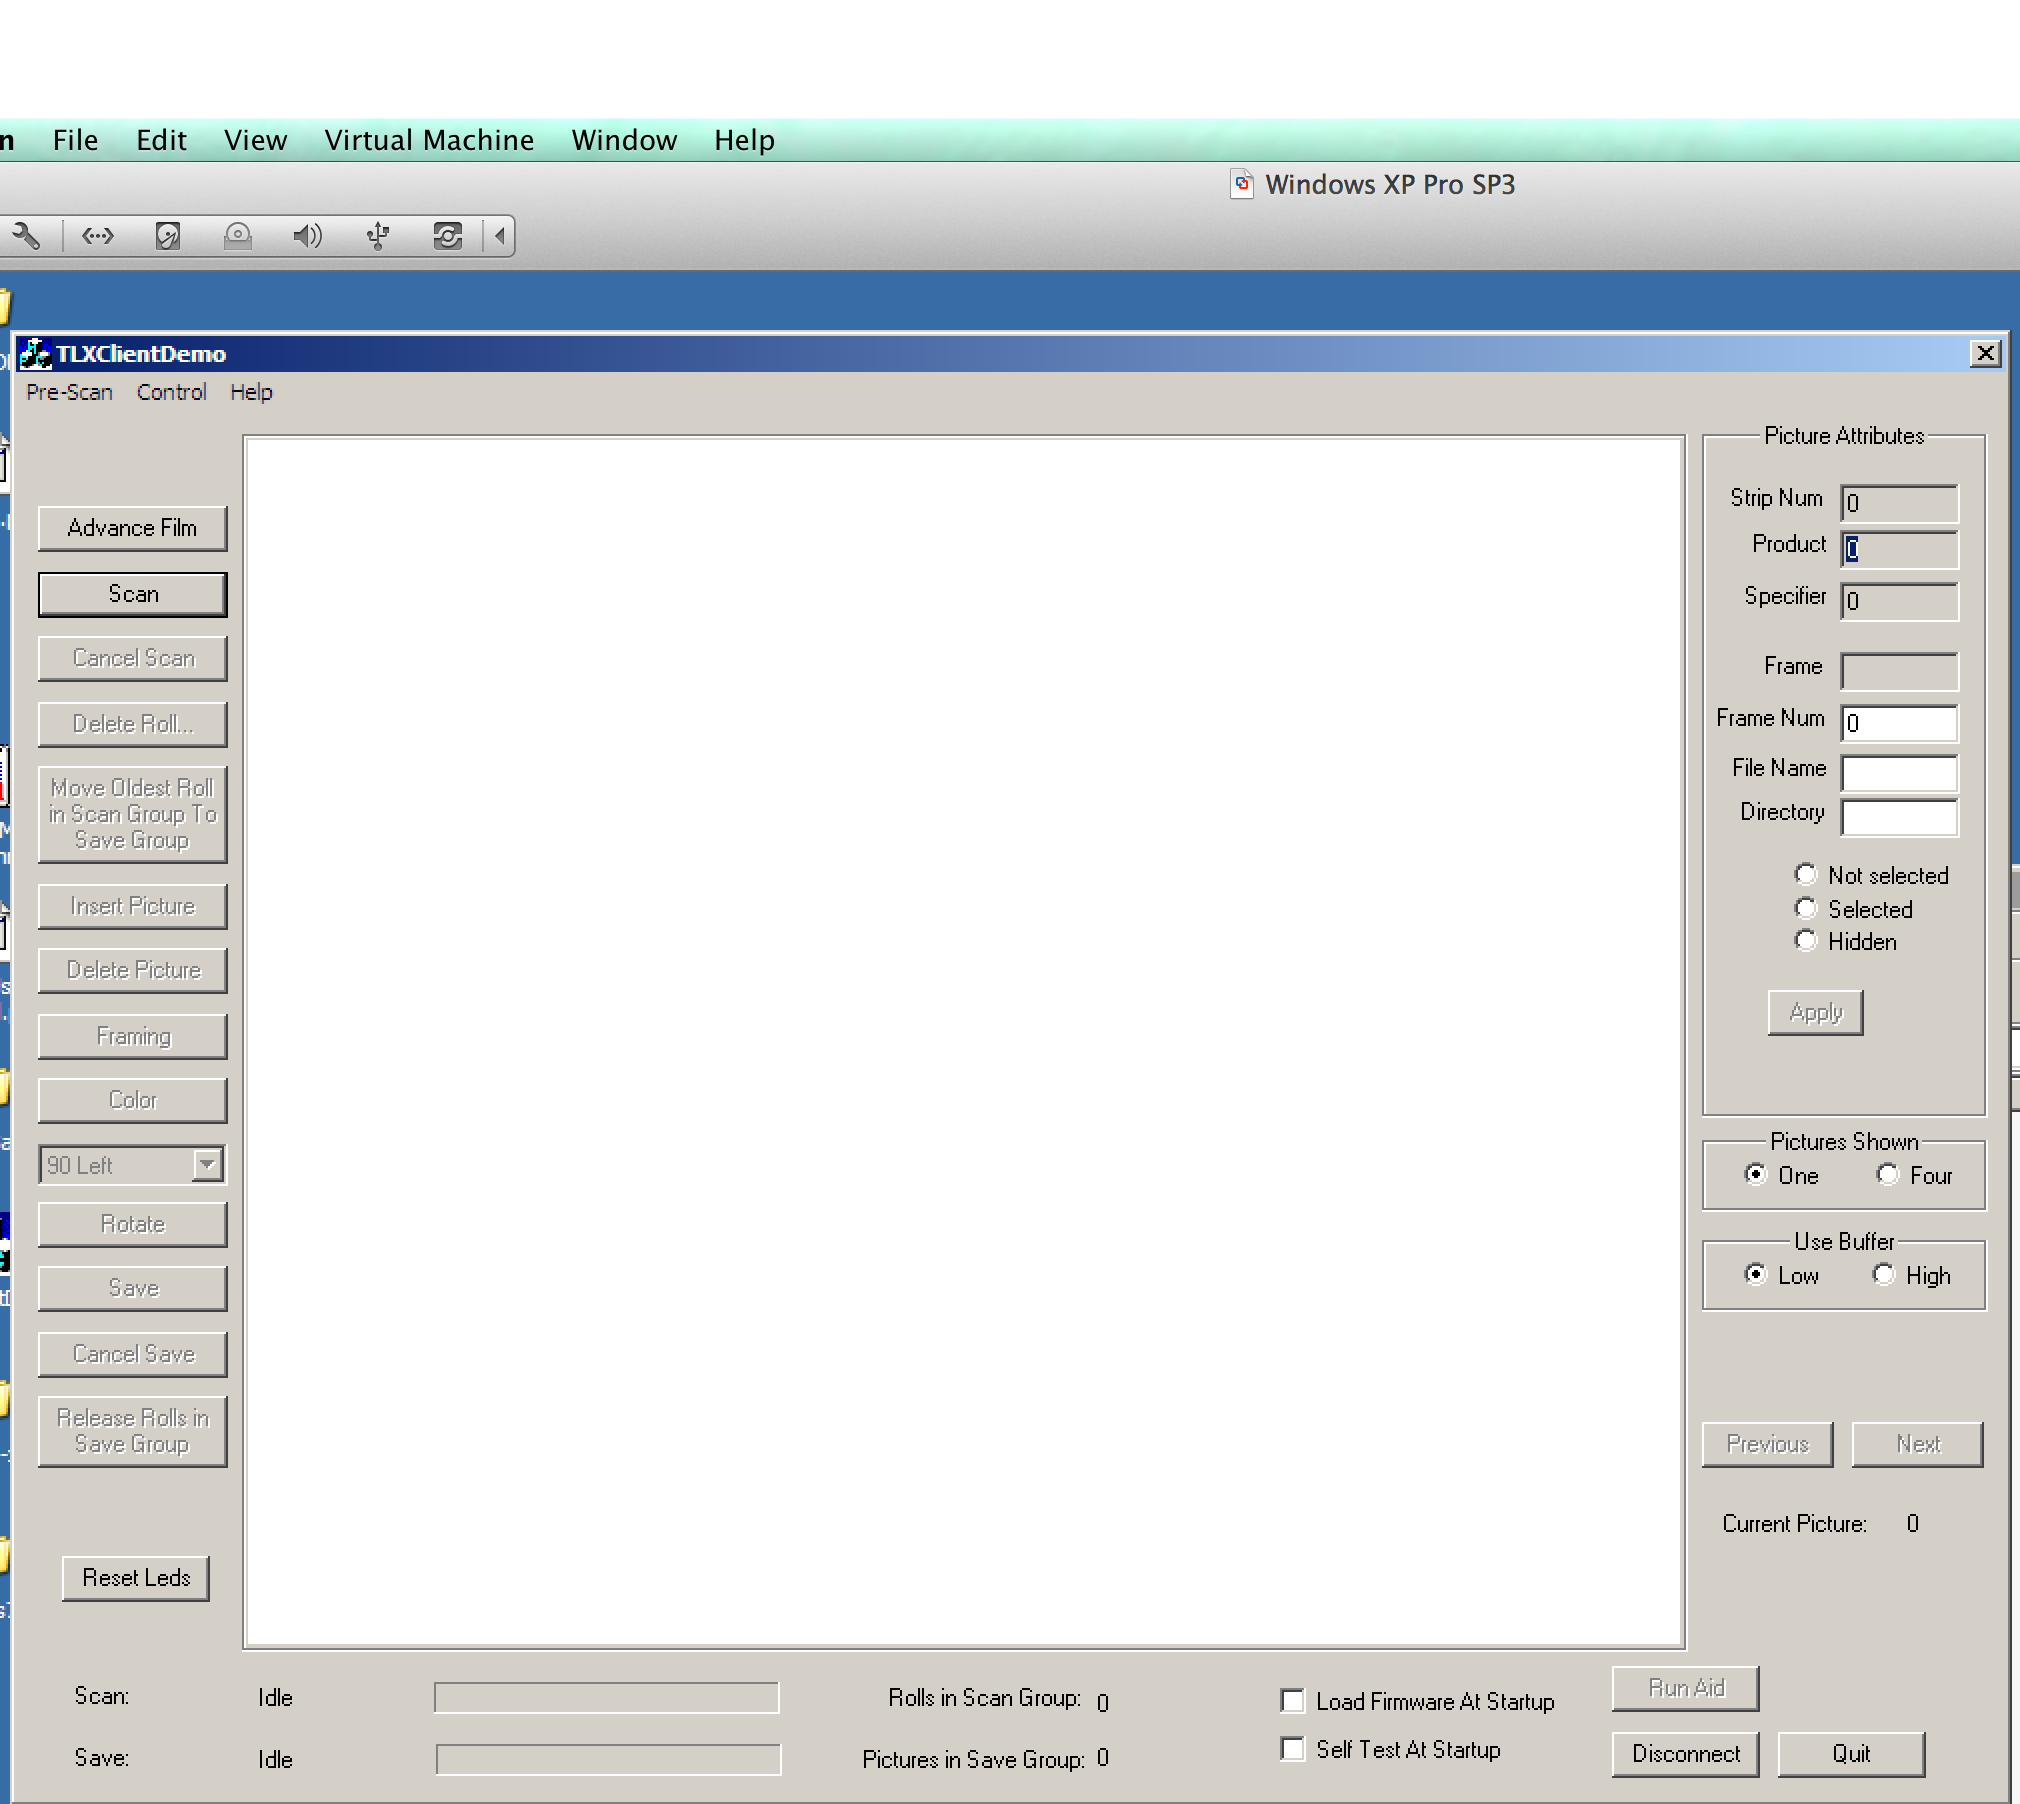 File Edit View Virtual Machine Window Help
Windows XP Pro SP3
TLXClientDemo
Pre-Scan Control Help
Advance Film
Scan
Cancel Scan
Delete Roll...
Move Oldest Roll
in Scan Group To
Save Group
Insert Picture
Delete Picture
Framing
Color
90 Left
Rotate
Save
Cancel Save
Release Rolls in
Save Group
Reset Leds
Picture Attributes
Strip Num 0
Product 0
Specifier 0
Frame
Frame Num 0
File Name
Directory
Not selected
Selected
Hidden
Apply
Pictures Shown
One Four
Use Buffer
Low High
Previous Next
Current Picture: 0
Scan: Idle Rolls in Scan Group: 0 Load Firmware At Startup Run Aid
Save: Idle Pictures in Save Group: 0 Self Test At Startup Disconnect Quit